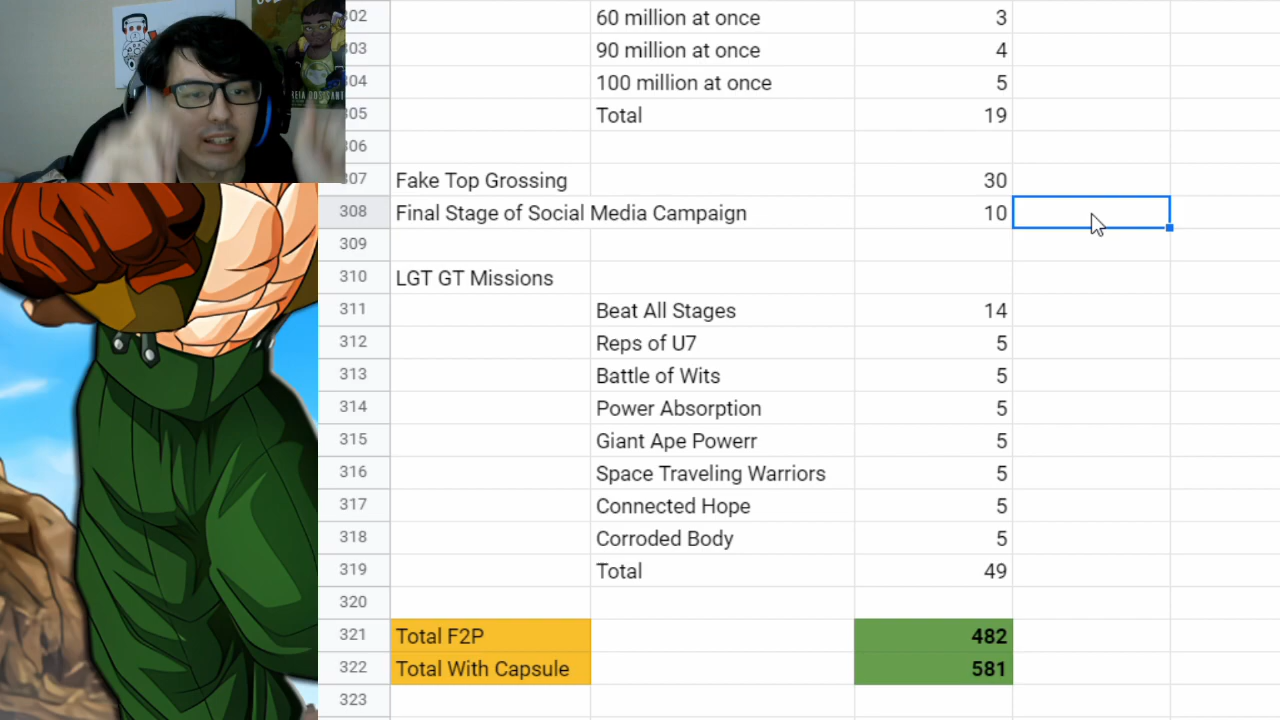 302 60 million at once 3
303 90 million at once 4
304 100 million at once 5
305 Total 19
306
307 Fake Top Grossing 30
308 Final Stage of Social Media Campaign 10
309
310 LGT GT Missions
311 Beat All Stages 14
312 Reps of U7 5
313 Battle of Wits 5
314 Power Absorption 5
315 Giant Ape Powerr 5
316 Space Traveling Warriors 5
317 Connected Hope 5
318 Corroded Body 5
319 Total 49
320
321 Total F2P 482
322 Total With Capsule 581
323